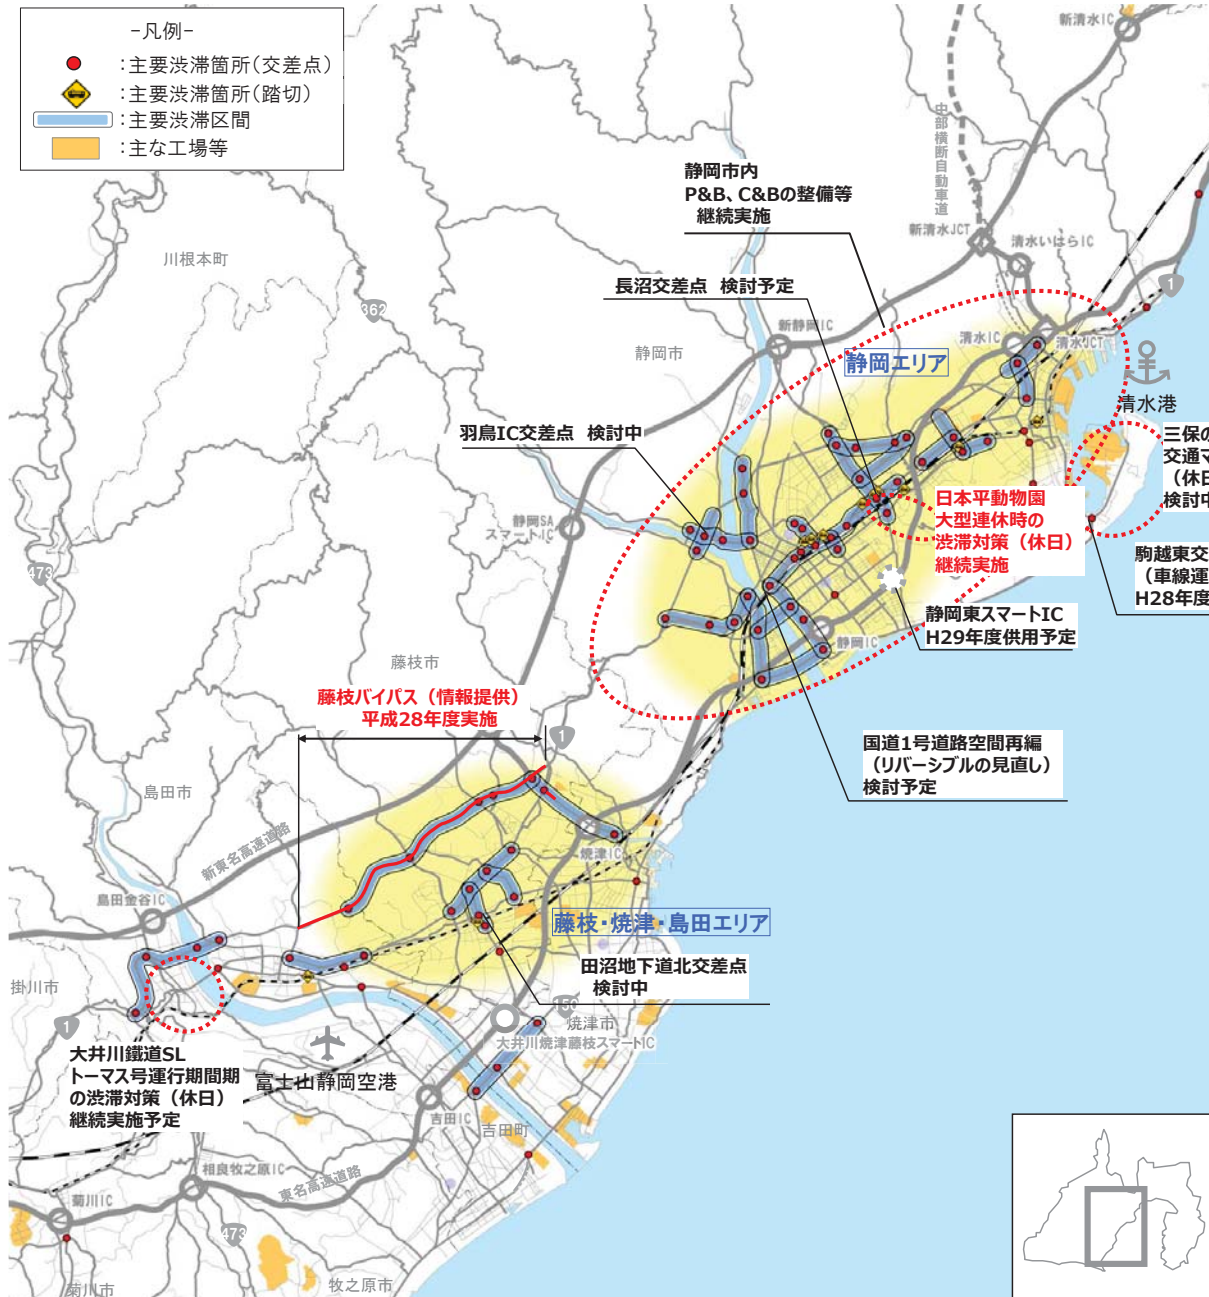 -凡例-
:主要渋滞箇所(交差点)
:主要渋滞箇所(踏切)
:主要渋滞区間
:主な工場等
新清水IC
中部横断自動車道
静岡市内
P&B、C&Bの整備等
継続実施
新清水JCT
清水いはらIC
川根本町
長沼交差点 検討予定
1
362
新静岡IC
静岡市
清水IC
清水JCT
静岡エリア
清水港
羽鳥IC交差点 検討中
三保の
交通マ
(休日
検討中
静岡SA
スマートIC
日本平動物園
大型連休時の
渋滞対策(休日)
継続実施
473
駒越東交
(車線運
H28年度
静岡東スマートIC
H29年度供用予定
静岡IC
藤枝市
藤枝バイパス(情報提供)
平成28年度実施
1
国道1号道路空間再編
(リバーシブルの見直し)
検討予定
島田市
新東名高速道路
焼津IC
島田金谷IC
藤枝・焼津・島田エリア
田沼地下道北交差点
検討中
掛川市
1
150
焼津市
大井川焼津藤枝スマートIC
大井川鐵道SL
トーマス号運行期間期
の渋滞対策(休日)
継続実施予定
富士山静岡空港
吉田IC
吉田町
相良牧之原IC
東名高速道路
菊川IC
473
菊川市
牧之原市